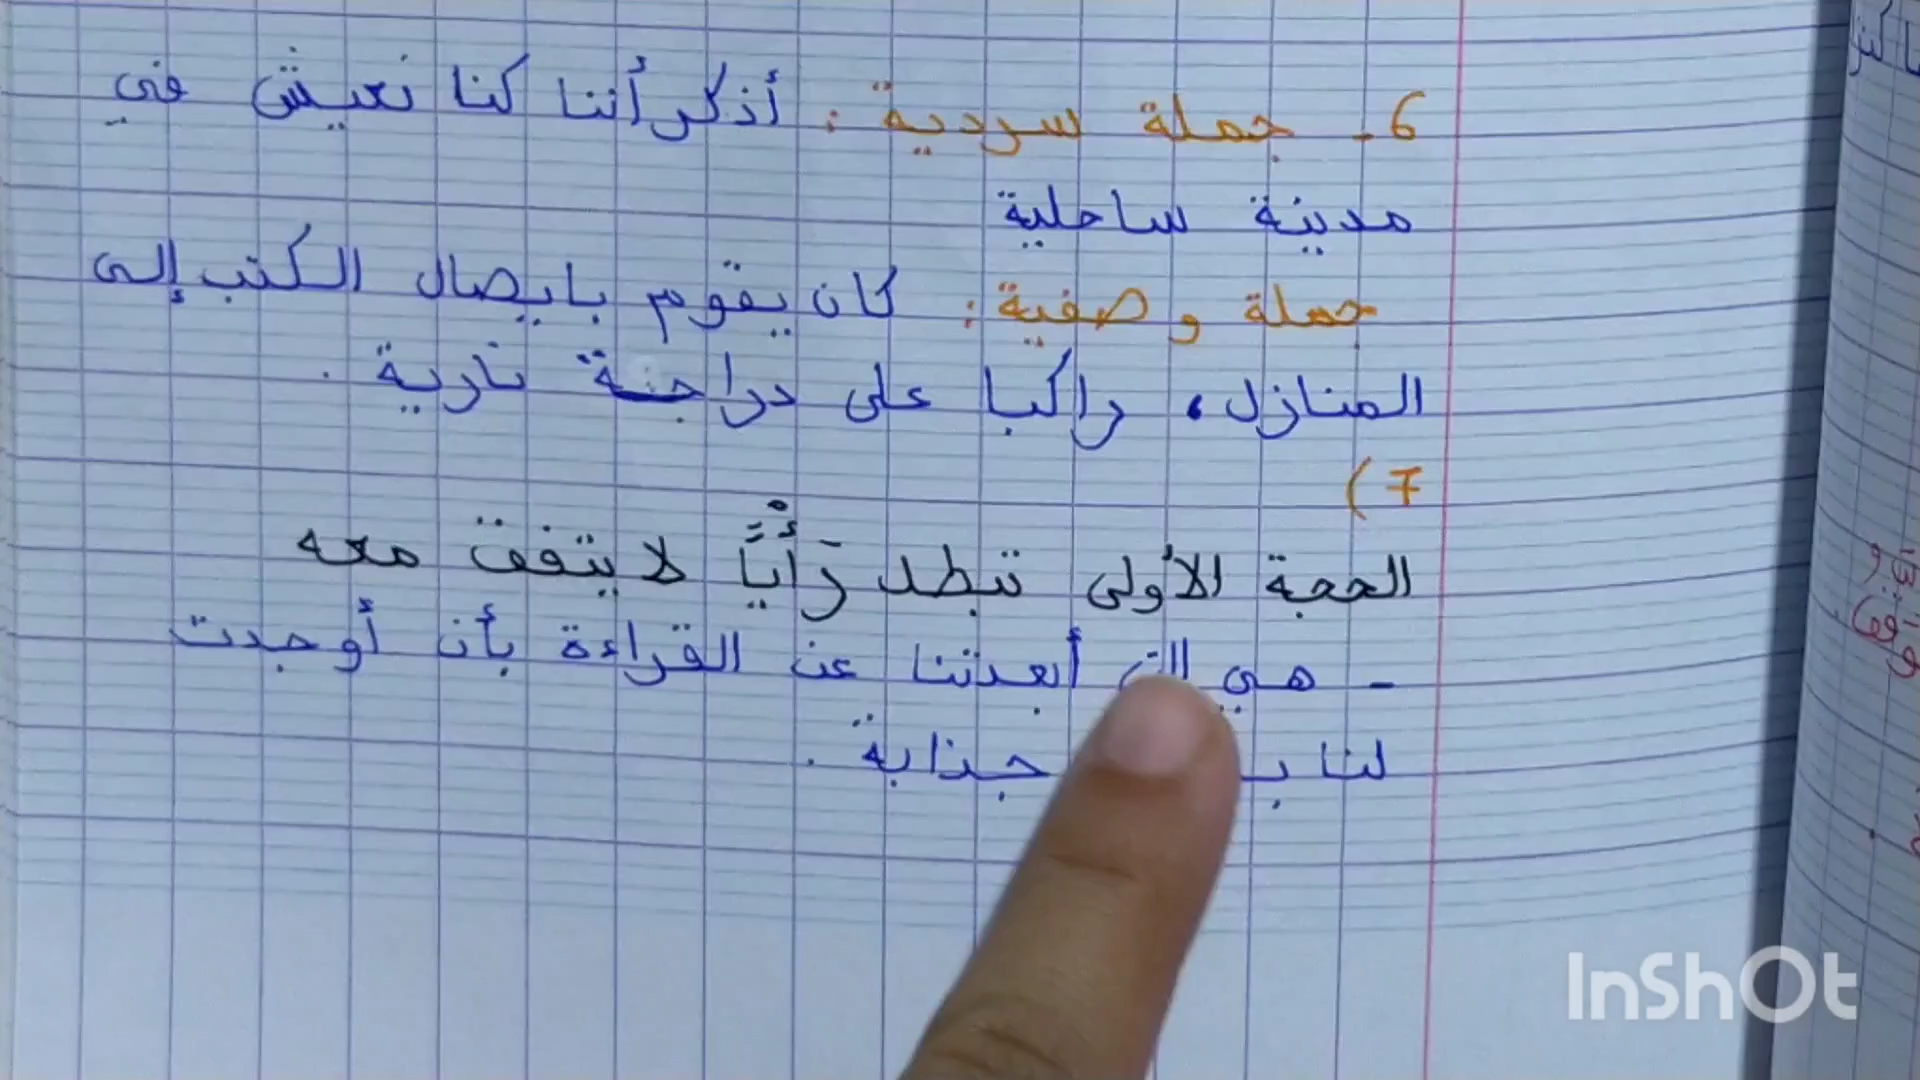 6- جملة سردية : أذكر أننا كنا نعيش في
مدينة ساحلية
جملة وصفية : كان يقوم بايصال الكتب إلى
المنازل، راكبا على دراجة نارية .
7)
الحجة الأولى تبطل رَأْيًا لا يتفق معه
- هي التي أبعدتنا عن القراءة بأن أوجدت
لنا جذابة .
InShOt